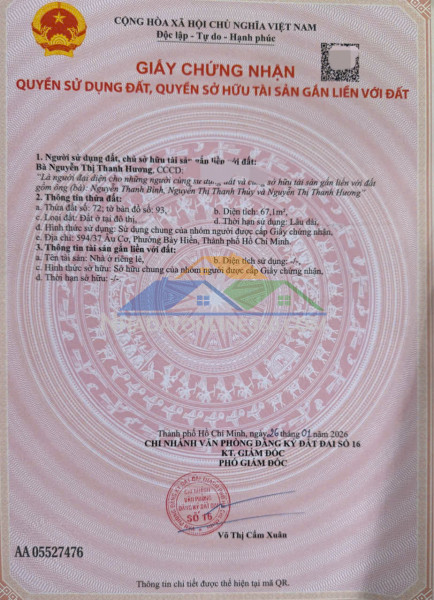 CỘNG HÒA XÃ HỘI CHỦ NGHĨA VIỆT NAM
Độc lập - Tự do - Hạnh phúc
GIẤY CHỨNG NHẬN
QUYỀN SỬ DỤNG ĐẤT, QUYỀN SỞ HỮU TÀI SẢN GẮN LIỀN VỚI ĐẤT
1. Người sử dụng đất, chủ sở hữu tài sản gắn liền với đất:
Bà Nguyễn Thị Thanh Hương, CCCD.
"Là người đại diện cho những người cùng sử dụng đất và cùng sở hữu tài sản gắn liền với đất
gồm ông (bà): Nguyễn Thanh Bình, Nguyễn Thị Thanh Thủy và Nguyễn Thị Thanh Hương"
2. Thông tin thửa đất:
a. Thửa đất số: 72; tờ bản đồ số: 93, b. Diện tích: 67,1m²,
c. Loại đất: Đất ở tại đô thị, d. Thời hạn sử dụng: Lâu dài,
đ. Hình thức sử dụng: Sử dụng chung của nhóm người được cấp Giấy chứng nhận,
e. Địa chỉ: 594/37 Âu Cơ, Phường Bảy Hiền, Thành phố Hồ Chí Minh.
3. Thông tin tài sản gắn liền với đất:
a. Tên tài sản: Nhà ở riêng lẻ, b. Diện tích sử dụng: -/-,
c. Hình thức sở hữu: Sở hữu chung của nhóm người được cấp Giấy chứng nhận,
d. Thời hạn sở hữu: -/-
Thành phố Hồ Chí Minh, ngày 26 tháng 01 năm 2026
CHI NHÁNH VĂN PHÒNG ĐĂNG KÝ ĐẤT ĐAI SỐ 16
KT. GIÁM ĐỐC
PHÓ GIÁM ĐỐC
CHI NHÁNH
VĂN PHÒNG
ĐĂNG KÝ ĐẤT ĐAI
SỐ 16
Võ Thị Cẩm Xuân
AA 05527476
Thông tin chi tiết được thể hiện tại mã QR.